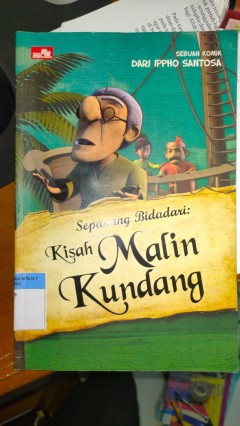 SEBUAH KOMIK
DARI IPPHO SANTOSA
Sepasang Bidadari:
Kisah Malin
Kundang